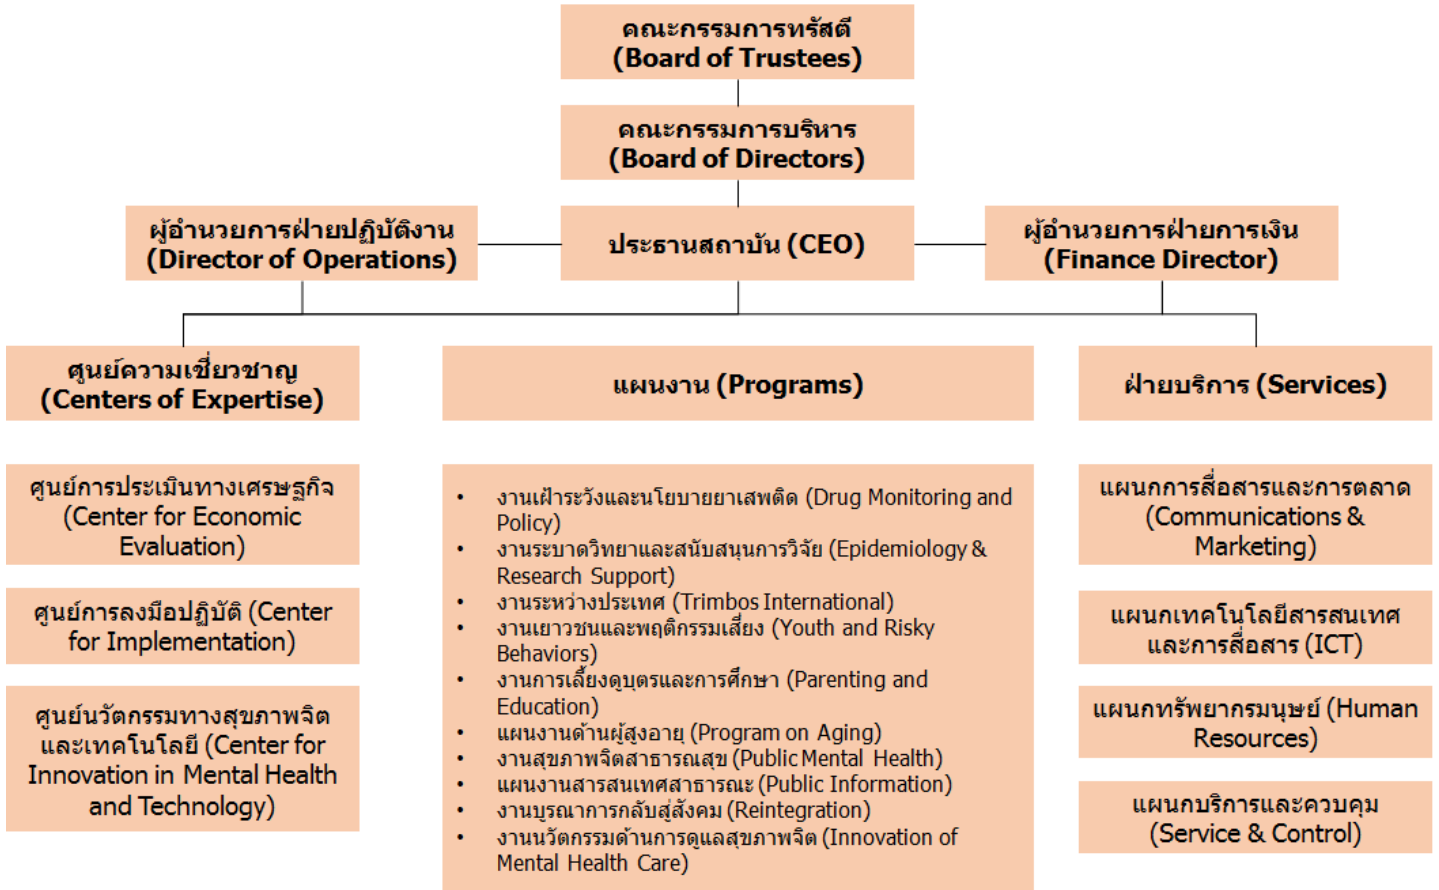 คณะกรรมการทรัสตี
(Board of Trustees)
คณะกรรมการบริหาร
(Board of Directors)
ผู้อำนวยการฝ่ายปฏิบัติงาน
(Director of Operations)
ประธานสถาบัน (CEO)
ผู้อำนวยการฝ่ายการเงิน
(Finance Director)
ศูนย์ความเชี่ยวชาญ
(Centers of Expertise)
แผนงาน (Programs)
ฝ่ายบริการ (Services)
ศูนย์การประเมินทางเศรษฐกิจ
(Center for Economic
Evaluation)
ศูนย์การลงมือปฏิบัติ (Center
for Implementation)
ศูนย์นวัตกรรมทางสุขภาพจิต
และเทคโนโลยี (Center for
Innovation in Mental Health
and Technology)
• งานเฝ้าระวังและนโยบายยาเสพติด (Drug Monitoring and
Policy)
• งานระบาดวิทยาและสนับสนุนการวิจัย (Epidemiology &
Research Support)
• งานระหว่างประเทศ (Trimbos International)
• งานเยาวชนและพฤติกรรมเสี่ยง (Youth and Risky
Behaviors)
• งานการเลี้ยงดูบุตรและการศึกษา (Parenting and
Education)
• แผนงานด้านผู้สูงอายุ (Program on Aging)
• งานสุขภาพจิตสาธารณสุข (Public Mental Health)
• แผนงานสารสนเทศสาธารณะ (Public Information)
• งานบูรณาการกลับสู่สังคม (Reintegration)
• งานนวัตกรรมด้านการดูแลสุขภาพจิต (Innovation of
Mental Health Care)
แผนกการสื่อสารและการตลาด
(Communications &
Marketing)
แผนกเทคโนโลยีสารสนเทศ
และการสื่อสาร (ICT)
แผนกทรัพยากรมนุษย์ (Human
Resources)
แผนกบริการและควบคุม
(Service & Control)